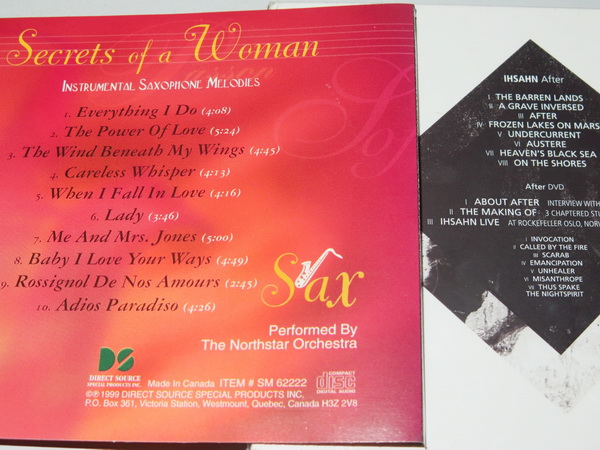 Secrets of a Woman
INSTRUMENTAL SAXOPHONE MELODIES
1. Everything I Do (4:08)
2. The Power Of Love (5:24)
3. The Wind Beneath My Wings (4:45)
4. Careless Whisper (4:13)
5. When I Fall In Love (4:16)
6. Lady (3:46)
7. Me And Mrs. Jones (5:00)
8. Baby I Love Your Ways (4:49)
9. Rossignol De Nos Amours (2:45)
10. Adios Paradiso (4:26)
Sax
Performed By
The Northstar Orchestra
DS
DIRECT SOURCE
SPECIAL PRODUCTS INC.
Made In Canada ITEM # SM 62222
COMPACT
disc
DIGITAL AUDIO
©℗ 1999 DIRECT SOURCE SPECIAL PRODUCTS INC.
P.O. Box 361, Victoria Station, Westmount, Quebec, Canada H3Z 2V8
IHSAHN After
I THE BARREN LANDS
II A GRAVE INVERSED
III AFTER
IV FROZEN LAKES ON MARS
V UNDERCURRENT
VI AUSTERE
VII HEAVEN'S BLACK SEA
VIII ON THE SHORES
After DVD
I ABOUT AFTER INTERVIEW WITH
II THE MAKING OF 3 CHAPTERED
III IHSAHN LIVE AT ROCKEFELLER OSLO,
I INVOCATION
II CALLED BY THE FIRE
III SCARAB
IV EMANCIPATION
V UNHEALER
VI MISANTHROPE
VII THUS SPAKE
THE NIGHTSPIRIT